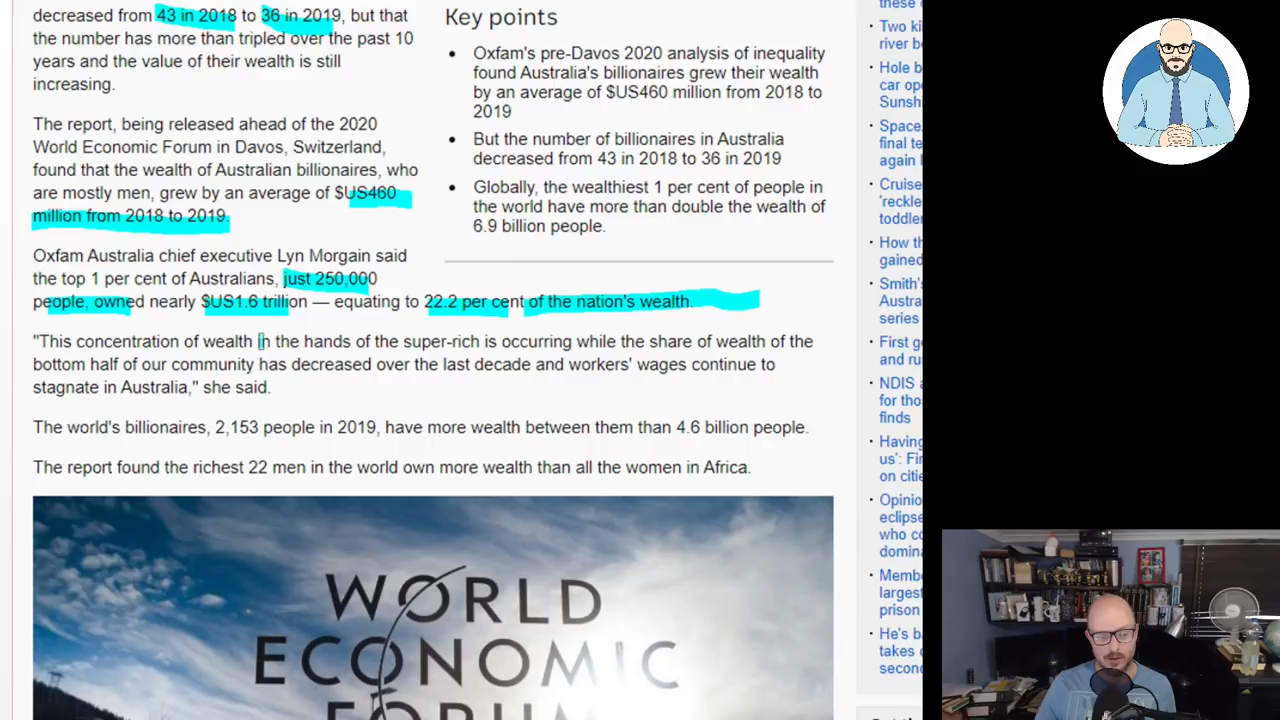 decreased from 43 in 2018 to 36 in 2019, but that
the number has more than tripled over the past 10
years and the value of their wealth is still
increasing.
The report, being released ahead of the 2020
World Economic Forum in Davos, Switzerland,
found that the wealth of Australian billionaires, who
are mostly men, grew by an average of $US460
million from 2018 to 2019.
Oxfam Australia chief executive Lyn Morgain said
the top 1 per cent of Australians, just 250,000
people, owned nearly $US1.6 trillion — equating to 22.2 per cent of the nation's wealth.
"This concentration of wealth in the hands of the super-rich is occurring while the share of wealth of the
bottom half of our community has decreased over the last decade and workers' wages continue to
stagnate in Australia," she said.
The world's billionaires, 2,153 people in 2019, have more wealth between them than 4.6 billion people.
The report found the richest 22 men in the world own more wealth than all the women in Africa.
Key points
• Oxfam's pre-Davos 2020 analysis of inequality
found Australia's billionaires grew their wealth
by an average of $US460 million from 2018 to
2019
• But the number of billionaires in Australia
decreased from 43 in 2018 to 36 in 2019
• Globally, the wealthiest 1 per cent of people in
the world have more than double the wealth of
6.9 billion people.
WORLD
ECONOMIC
FORUM
these
Two ki
river b
Hole b
car op
Sunsh
Space
final te
again
Cruise
'reckle
toddle
How th
gained
Smith's
Austra
series
First g
and ru
NDIS
for tho
finds
Having
us': Fi
on citie
Opinio
eclips
who co
domina
Memb
largest
prison
He's b
takes
secon